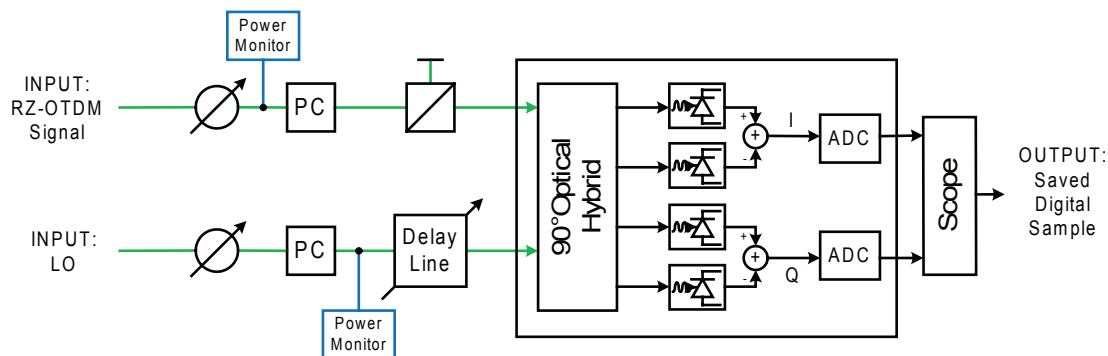 Power
Monitor
INPUT:
RZ-OTDM
Signal
PC
90°Optical
Hybrid
+
-
+
I
ADC
Scope
OUTPUT:
Saved
Digital
Sample
INPUT:
LO
PC
Delay
Line
+
-
+
Q
ADC
Power
Monitor